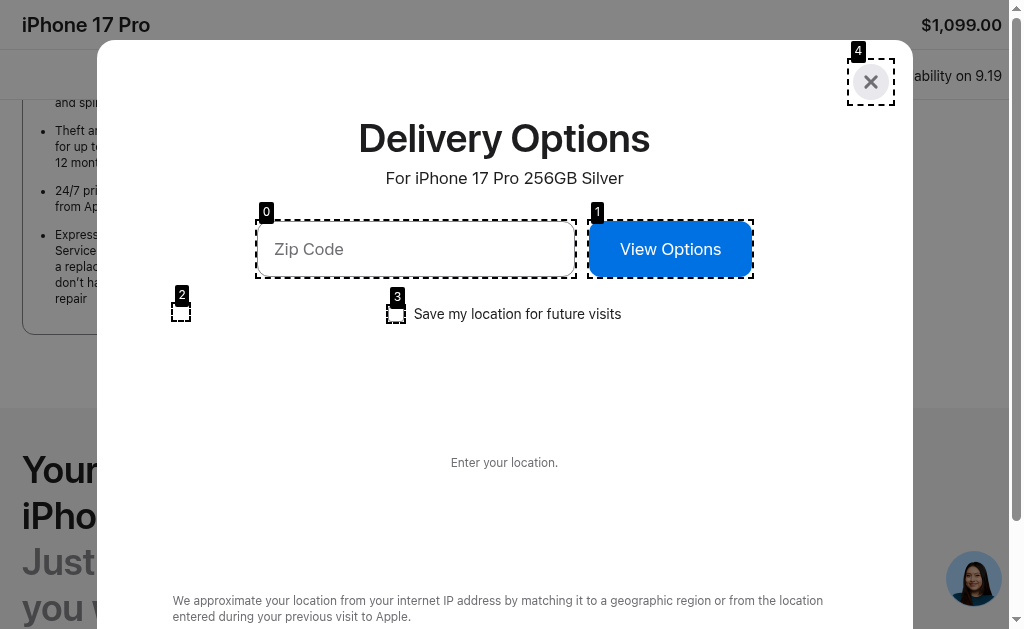 iPhone 17 Pro
$1,099.00
ability on 9.19
and spi
Theft a
for up t
12 mont
24/7 pri
from Ap
Express
Service
a replac
don't ha
repair
4
Delivery Options
For iPhone 17 Pro 256GB Silver
0
1
Zip Code
View Options
2
3
Save my location for future visits
Enter your location.
Your
iPho
Just
you
We approximate your location from your internet IP address by matching it to a geographic region or from the location
entered during your previous visit to Apple.